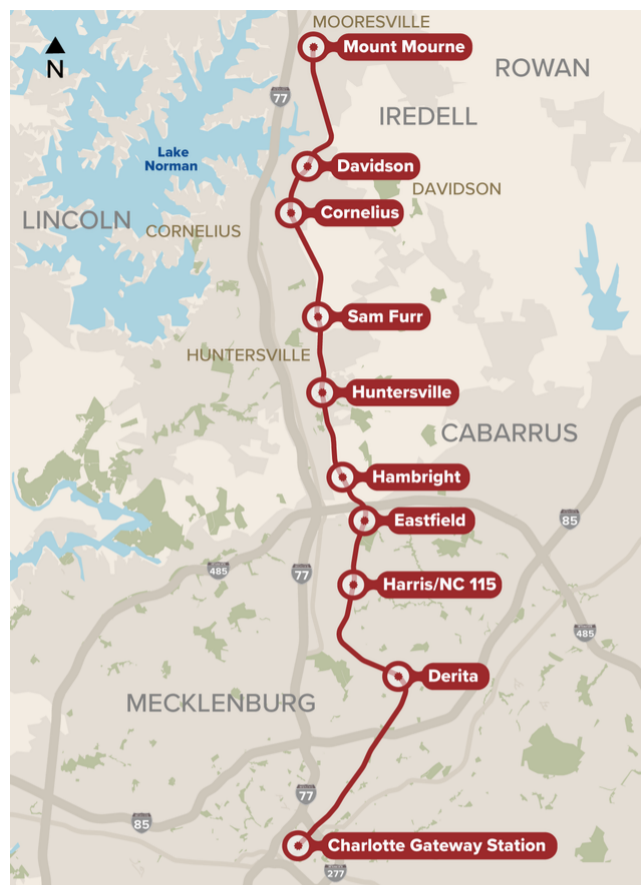 MOORESVILLE
Mount Mourne
N
ROWAN
77
IREDELL
Lake
Norman
Davidson
DAVIDSON
LINCOLN
Cornelius
CORNELIUS
Sam Furr
HUNTERSVILLE
Huntersville
CABARRUS
Hambright
Eastfield
85
485
77
Harris/NC 115
485
Derita
MECKLENBURG
77
85
Charlotte Gateway Station
277